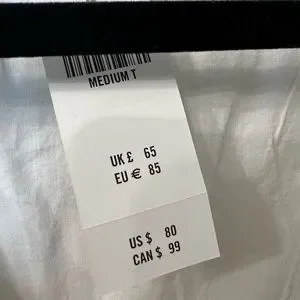 MEDIUM T
UK £ 65
EU € 85
US $ 80
CAN $ 99